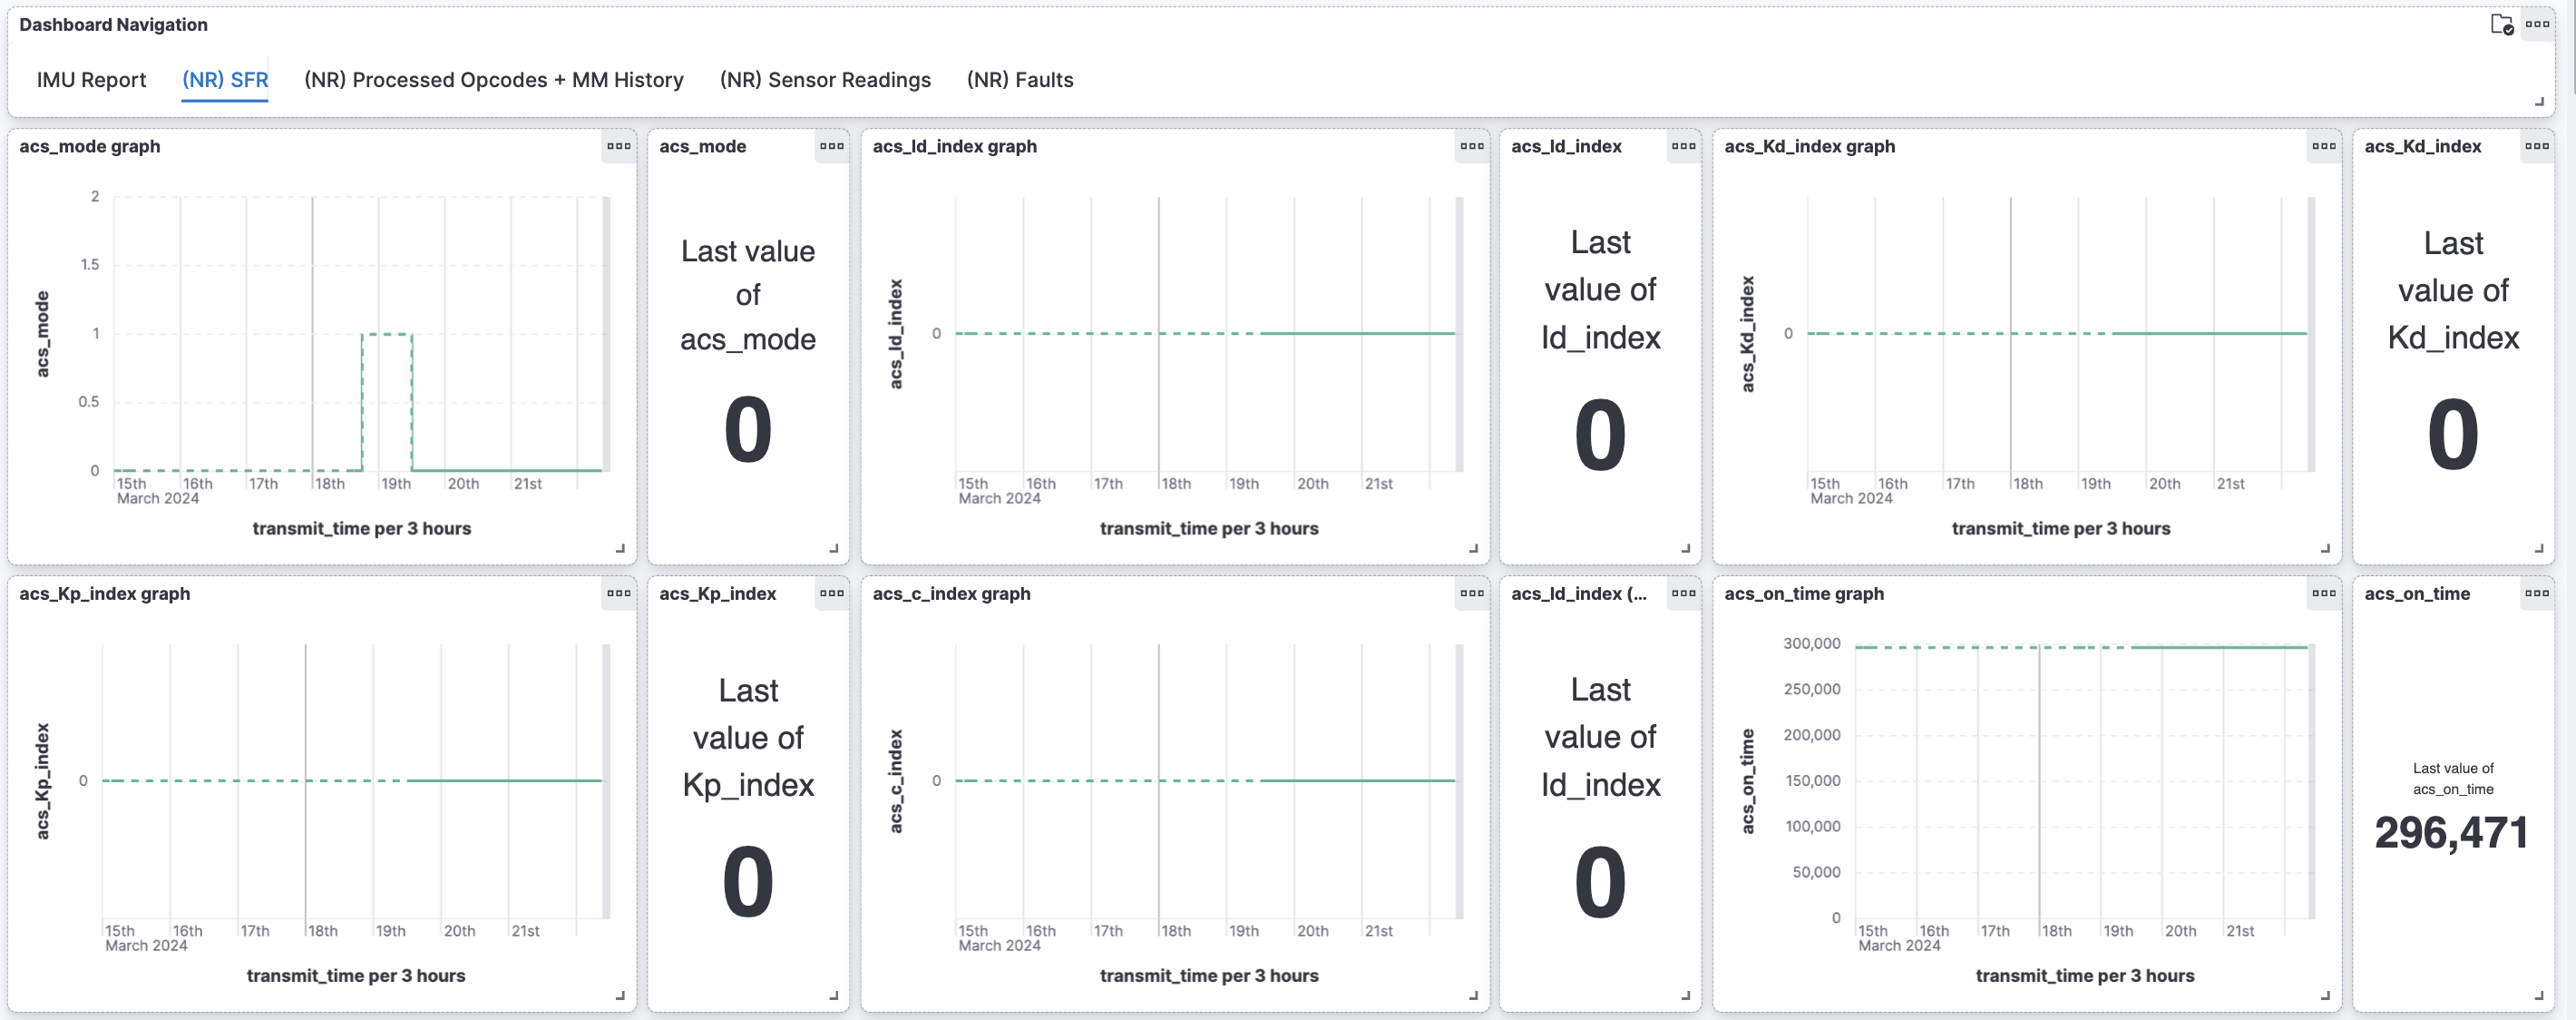 Dashboard Navigation
IMU Report (NR) SFR (NR) Processed Opcodes + MM History (NR) Sensor Readings (NR) Faults
acs_mode graph
2
1.5
1
0.5
0
acs_mode
15th 16th 17th 18th 19th 20th 21st
March 2024
transmit_time per 3 hours
acs_mode
Last value
of
acs_mode
0
acs_Id_index graph
acs_Id_index
0
15th 16th 17th 18th 19th 20th 21st
March 2024
transmit_time per 3 hours
acs_Id_index
Last
value of
Id_index
0
acs_Kd_index graph
acs_Kd_index
0
15th 16th 17th 18th 19th 20th 21st
March 2024
transmit_time per 3 hours
acs_Kd_index
Last
value of
Kd_index
0
acs_Kp_index graph
acs_Kp_index
0
15th 16th 17th 18th 19th 20th 21st
March 2024
transmit_time per 3 hours
acs_Kp_index
Last
value of
Kp_index
0
acs_c_index graph
acs_c_index
0
15th 16th 17th 18th 19th 20th 21st
March 2024
transmit_time per 3 hours
acs_Id_index (...
Last
value of
Id_index
0
acs_on_time graph
300,000
250,000
200,000
150,000
100,000
50,000
0
acs_on_time
15th 16th 17th 18th 19th 20th 21st
March 2024
transmit_time per 3 hours
acs_on_time
Last value of
acs_on_time
296,471